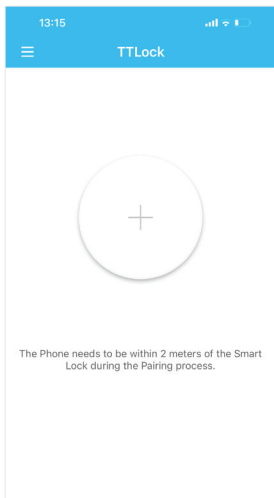 13:15
TTLock
The Phone needs to be within 2 meters of the Smart
Lock during the Pairing process.